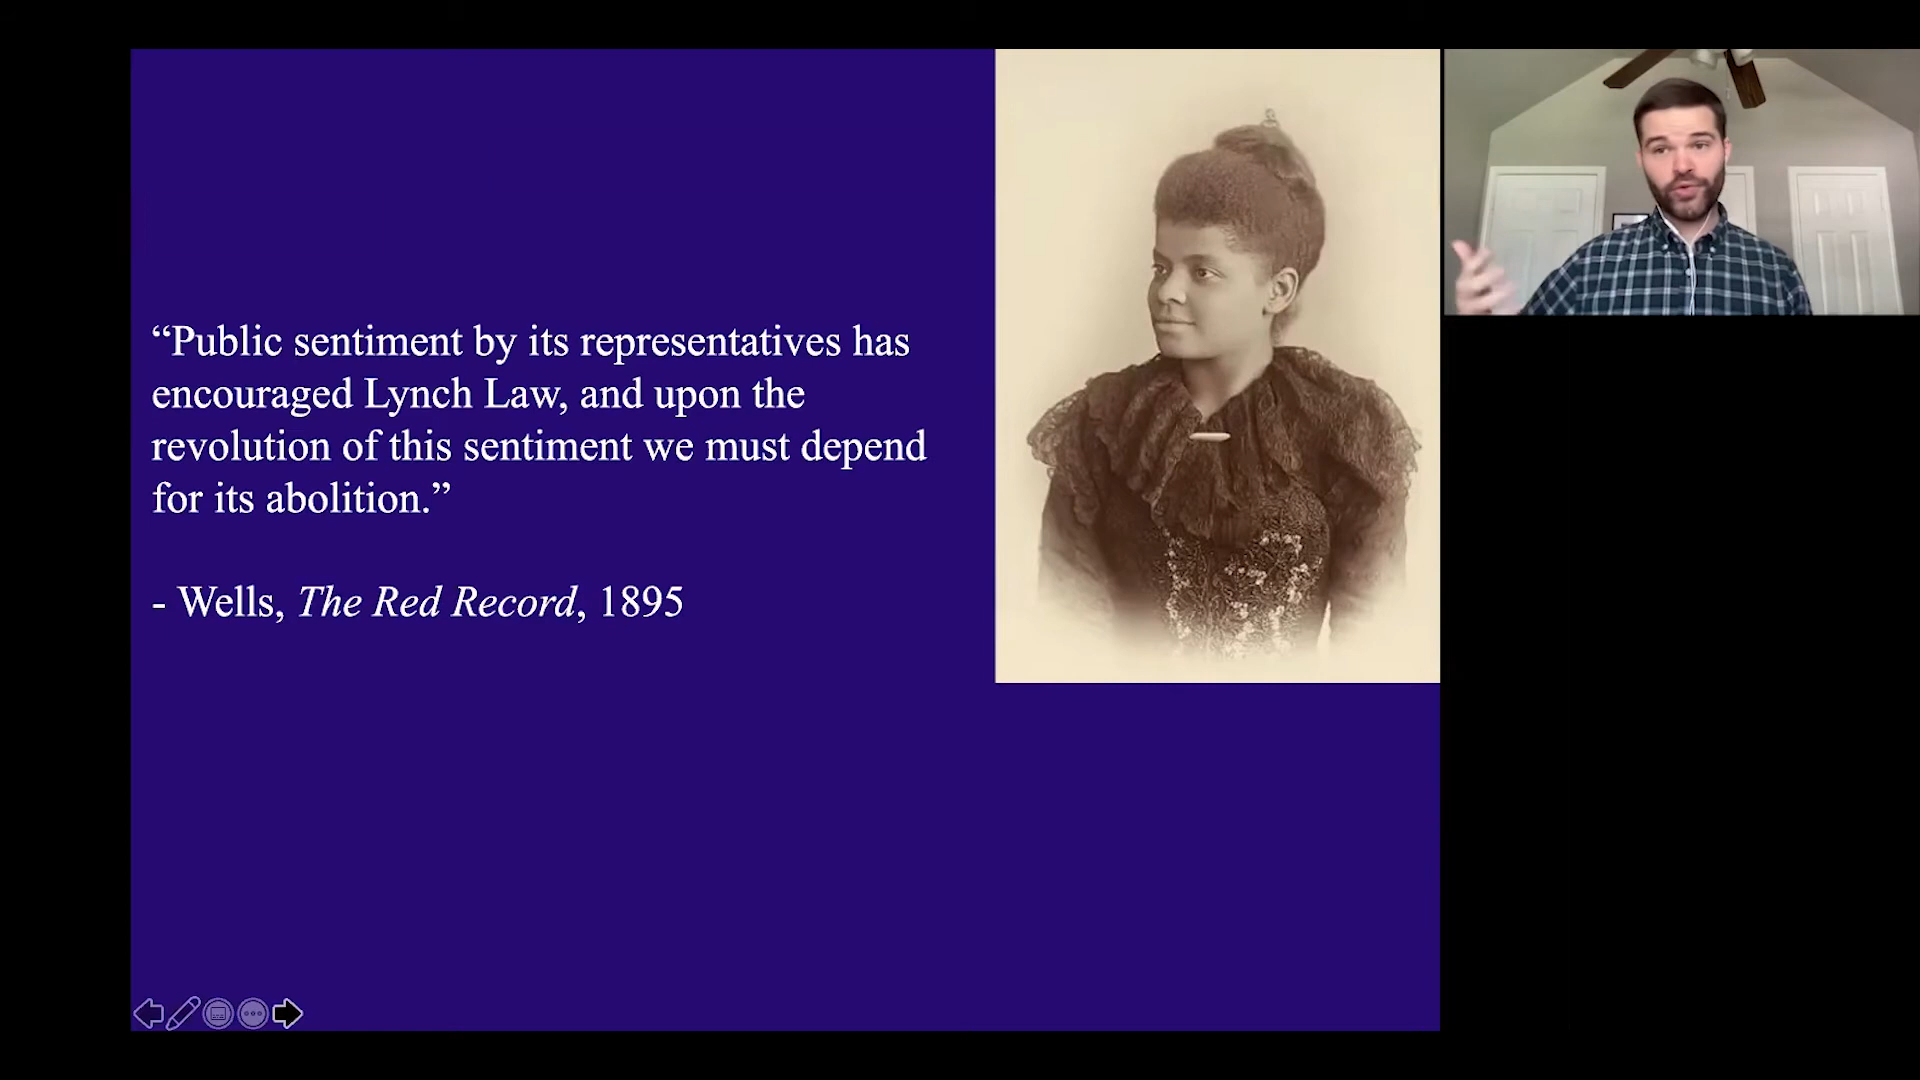 “Public sentiment by its representatives has
encouraged Lynch Law, and upon the
revolution of this sentiment we must depend
for its abolition.”
- Wells, The Red Record, 1895